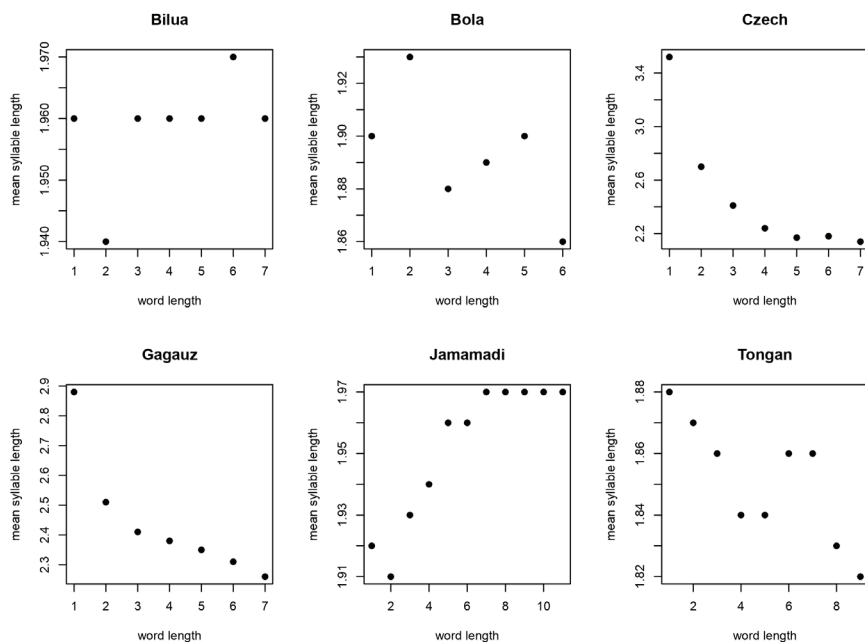 Bilua
mean syllable length
1.940 1.950 1.960 1.970
1 2 3 4 5 6 7
word length
Bola
mean syllable length
1.86 1.88 1.90 1.92
1 2 3 4 5 6
word length
Czech
mean syllable length
2.2 2.6 3.0 3.4
1 2 3 4 5 6 7
word length
Gagauz
mean syllable length
2.3 2.4 2.5 2.6 2.7 2.8 2.9
1 2 3 4 5 6 7
word length
Jamamadi
mean syllable length
1.91 1.93 1.95 1.97
2 4 6 8 10
word length
Tongan
mean syllable length
1.82 1.84 1.86 1.88
2 4 6 8
word length